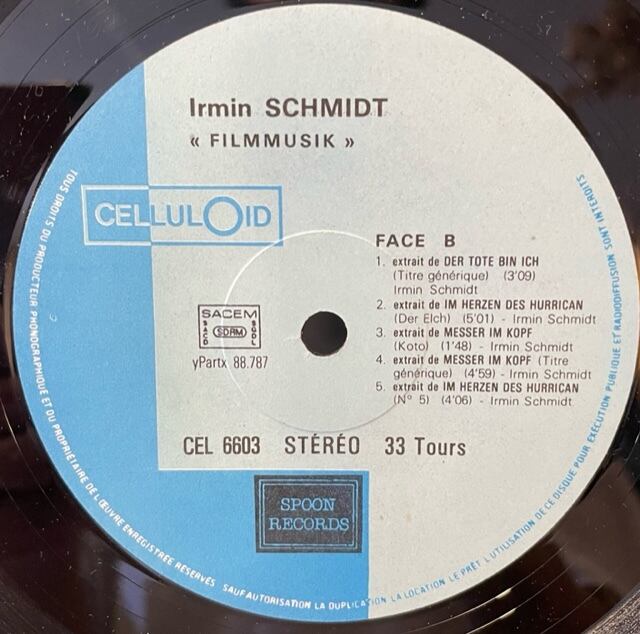 Irmin SCHMIDT
« FILMMUSIK »
CELLULOID
FACE B
1. extrait de DER TOTE BIN ICH
(Titre générique) (3'09)
Irmin Schmidt
2. extrait de IM HERZEN DES HURRICAN
(Der Elch) (5'01) - Irmin Schmidt
3. extrait de MESSER IM KOPF
(Koto) (1'48) - Irmin Schmidt
4. extrait de MESSER IM KOPF (Titre
générique) (4'59) - Irmin Schmidt
5. extrait de IM HERZEN DES HURRICAN
(N° 5) (4'06) - Irmin Schmidt
SACEM
SACD
SDRM
SGDL
yPartx 88.787
CEL 6603 STÉRÉO 33 Tours
SPOON
RECORDS
TOUS DROITS DU PRODUCTEUR PHONOGRAPHIQUE ET DU PROPRIÉTAIRE DE L'ŒUVRE ENREGISTRÉE RÉSERVÉS SAUF AUTORISATION LA DUPLICATION LA LOCATION LE PRÊT L'UTILISATION DE CE DISQUE POUR EXÉCUTION PUBLIQUE ET RADIODIFFUSION SONT INTERDITS